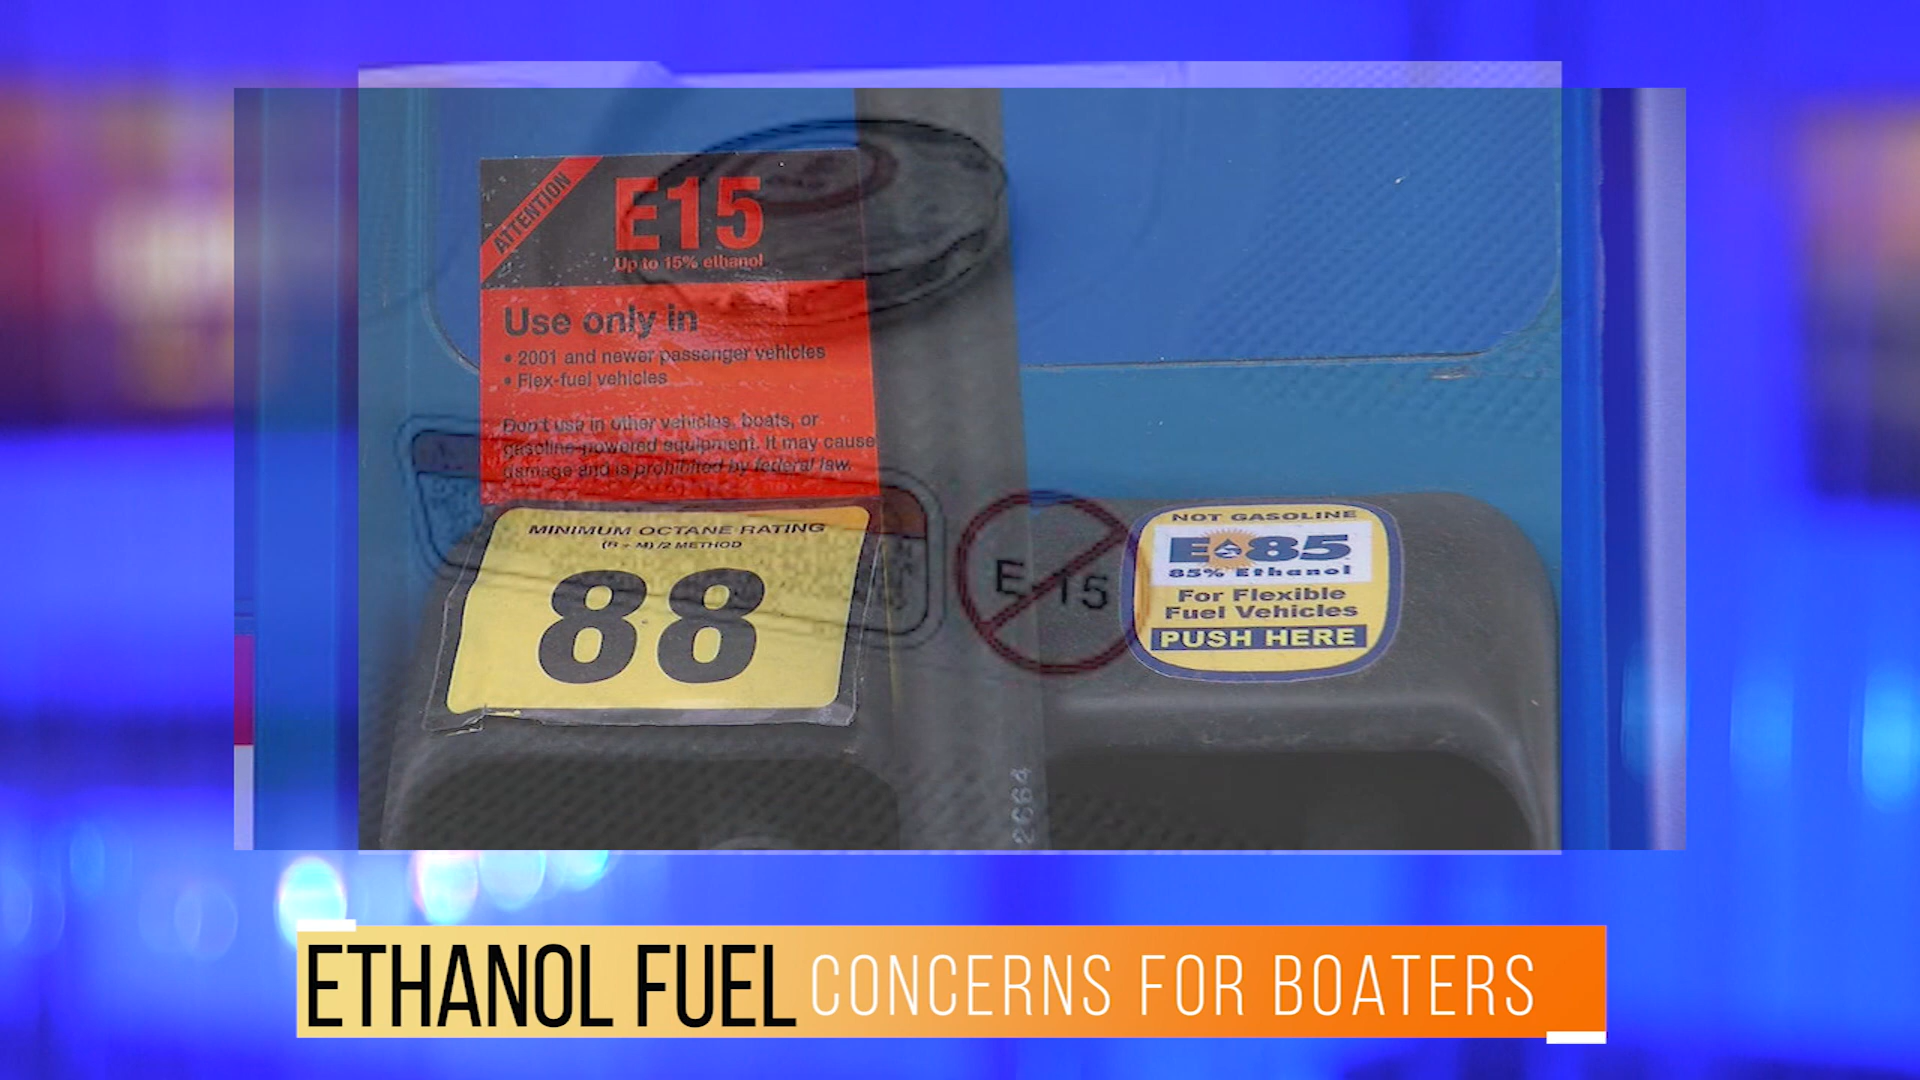 ATTENTION
E15
Up to 15% ethanol
Use only in
• 2001 and newer passenger vehicles
• Flex-fuel vehicles
Don't use in other vehicles, boats, or
gasoline-powered equipment. It may cause
damage and is prohibited by federal law.
MINIMUM OCTANE RATING
(R + M)/2 METHOD
88
E 15
NOT GASOLINE
E85
85% Ethanol
For Flexible
Fuel Vehicles
PUSH HERE
2664
ETHANOL FUEL CONCERNS FOR BOATERS